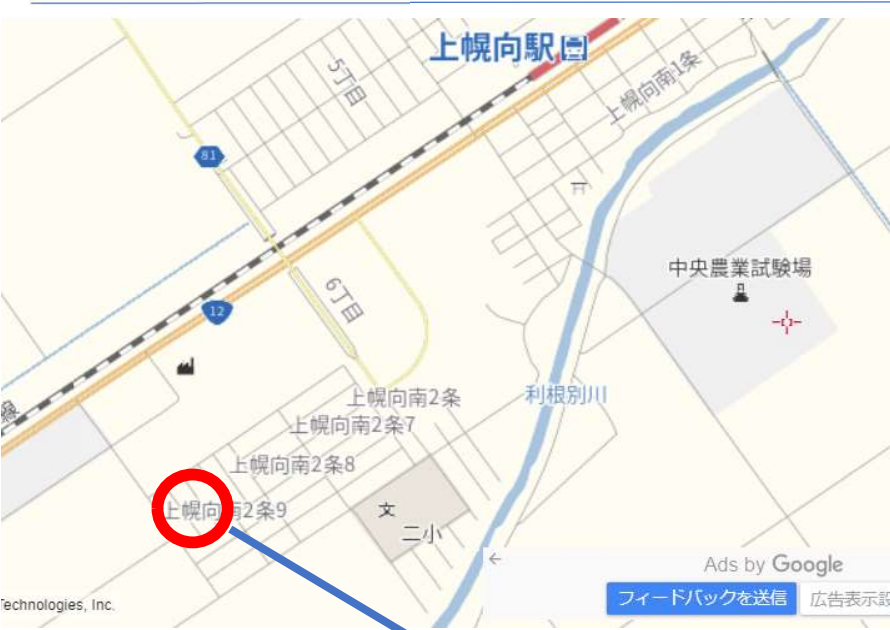 上幌向駅
5丁目
上幌向南1条
81
中央農業試験場
6丁目
12
線
上幌向南2条
利根別川
上幌向南2条7
上幌向南2条8
上幌向南2条9
文
二小
Ads by Google
Technologies, Inc.
フィードバックを送信
広告表示設